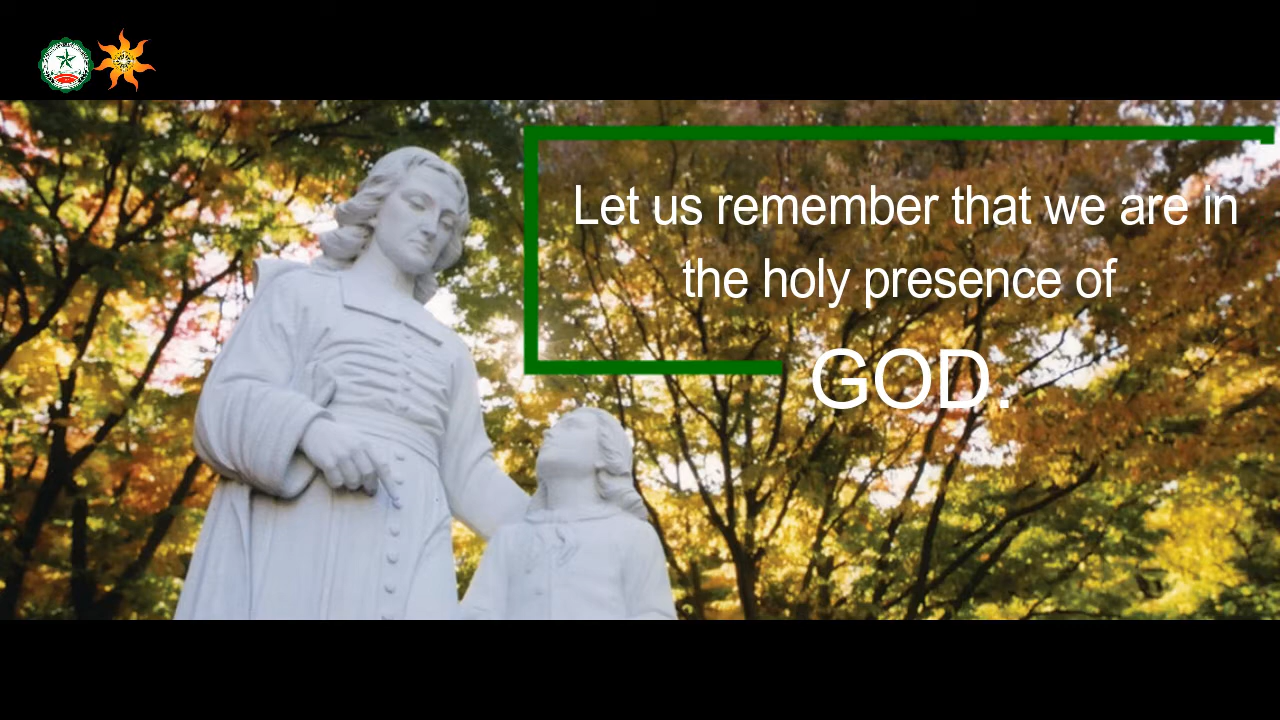 Let us remember that we are in
the holy presence of
GOD.